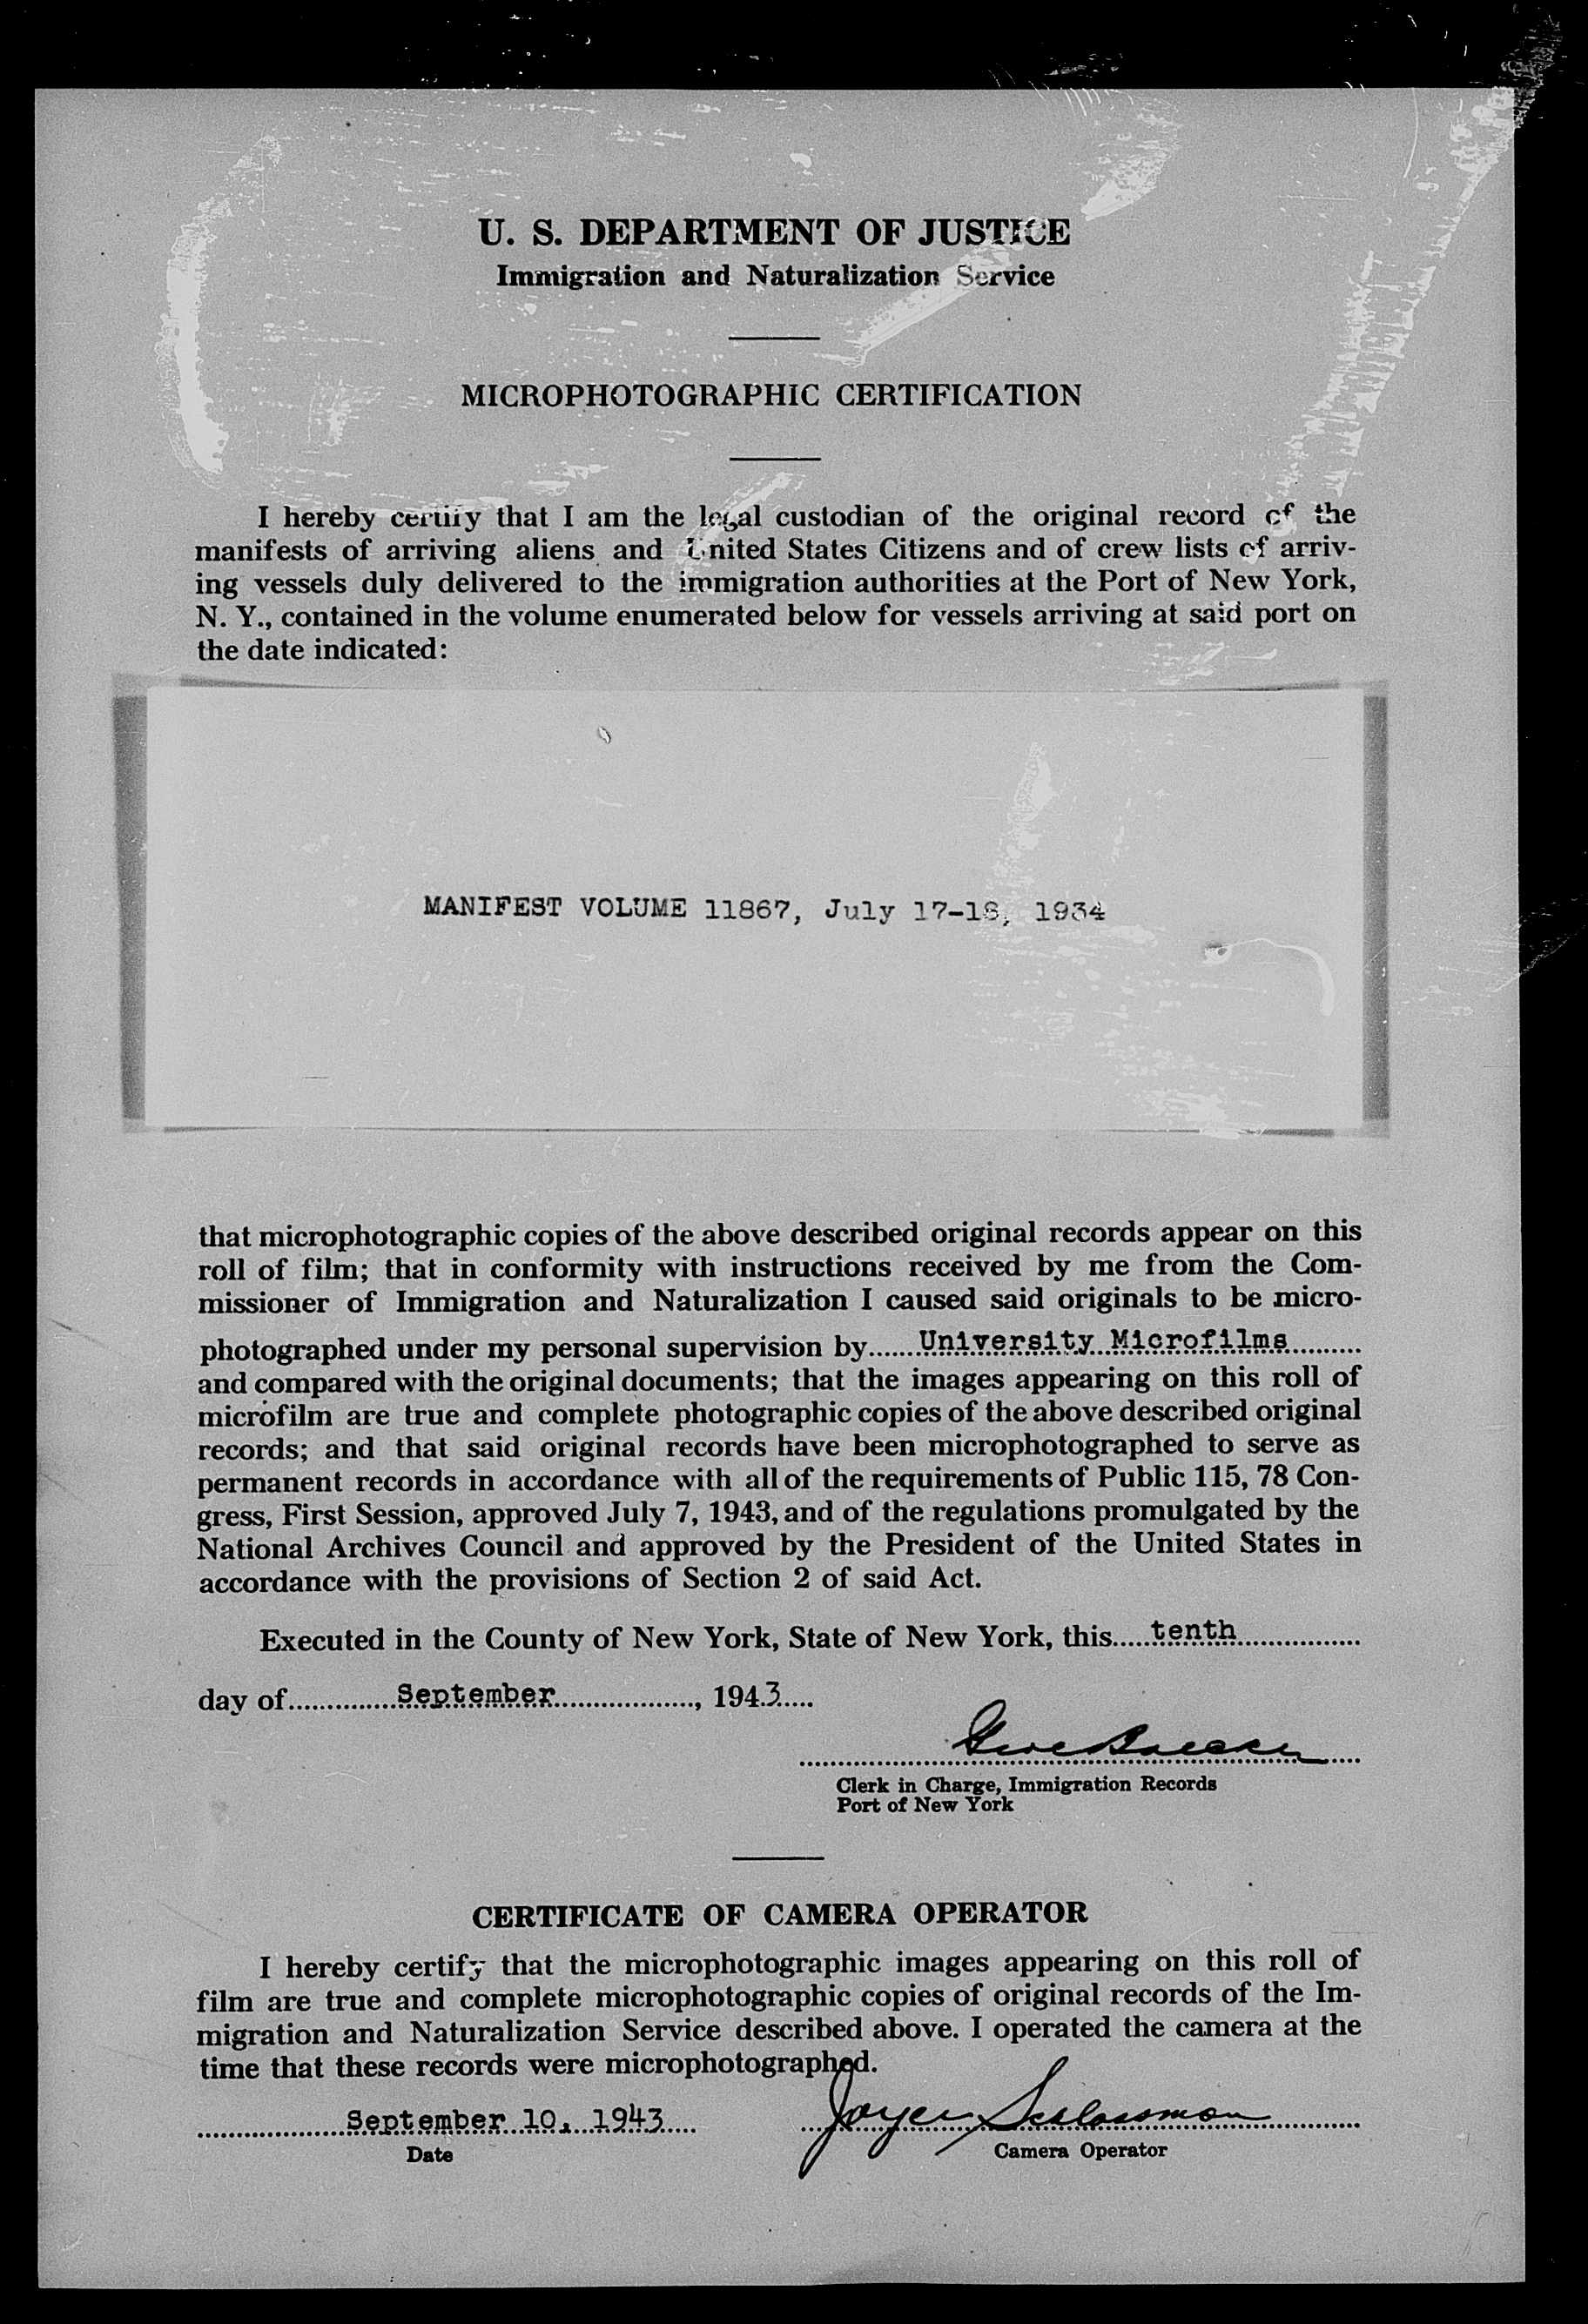 U. S. DEPARTMENT OF JUSTICE
Immigration and Naturalization Service
MICROPHOTOGRAPHIC CERTIFICATION
I hereby certify that I am the legal custodian of the original record of the
manifests of arriving aliens and United States Citizens and of crew lists of arriv-
ing vessels duly delivered to the immigration authorities at the Port of New York,
N. Y., contained in the volume enumerated below for vessels arriving at said port on
the date indicated:
MANIFEST VOLUME 11867, July 17-18, 1934
that microphotographic copies of the above described original records appear on this
roll of film; that in conformity with instructions received by me from the Com-
missioner of Immigration and Naturalization I caused said originals to be micro-
photographed under my personal supervision by......University Microfilms..........
and compared with the original documents; that the images appearing on this roll of
microfilm are true and complete photographic copies of the above described original
records; and that said original records have been microphotographed to serve as
permanent records in accordance with all of the requirements of Public 115, 78 Con-
gress, First Session, approved July 7, 1943, and of the regulations promulgated by the
National Archives Council and approved by the President of the United States in
accordance with the provisions of Section 2 of said Act.
Executed in the County of New York, State of New York, this.....tenth................
day of..............September.................., 194.3.....
Clerk in Charge, Immigration Records
Port of New York
CERTIFICATE OF CAMERA OPERATOR
I hereby certify that the microphotographic images appearing on this roll of
film are true and complete microphotographic copies of original records of the Im-
migration and Naturalization Service described above. I operated the camera at the
time that these records were microphotographed.
September 10, 1943 Joyce Schlossman
Date Camera Operator